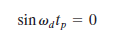 sin ω_d t_p = 0